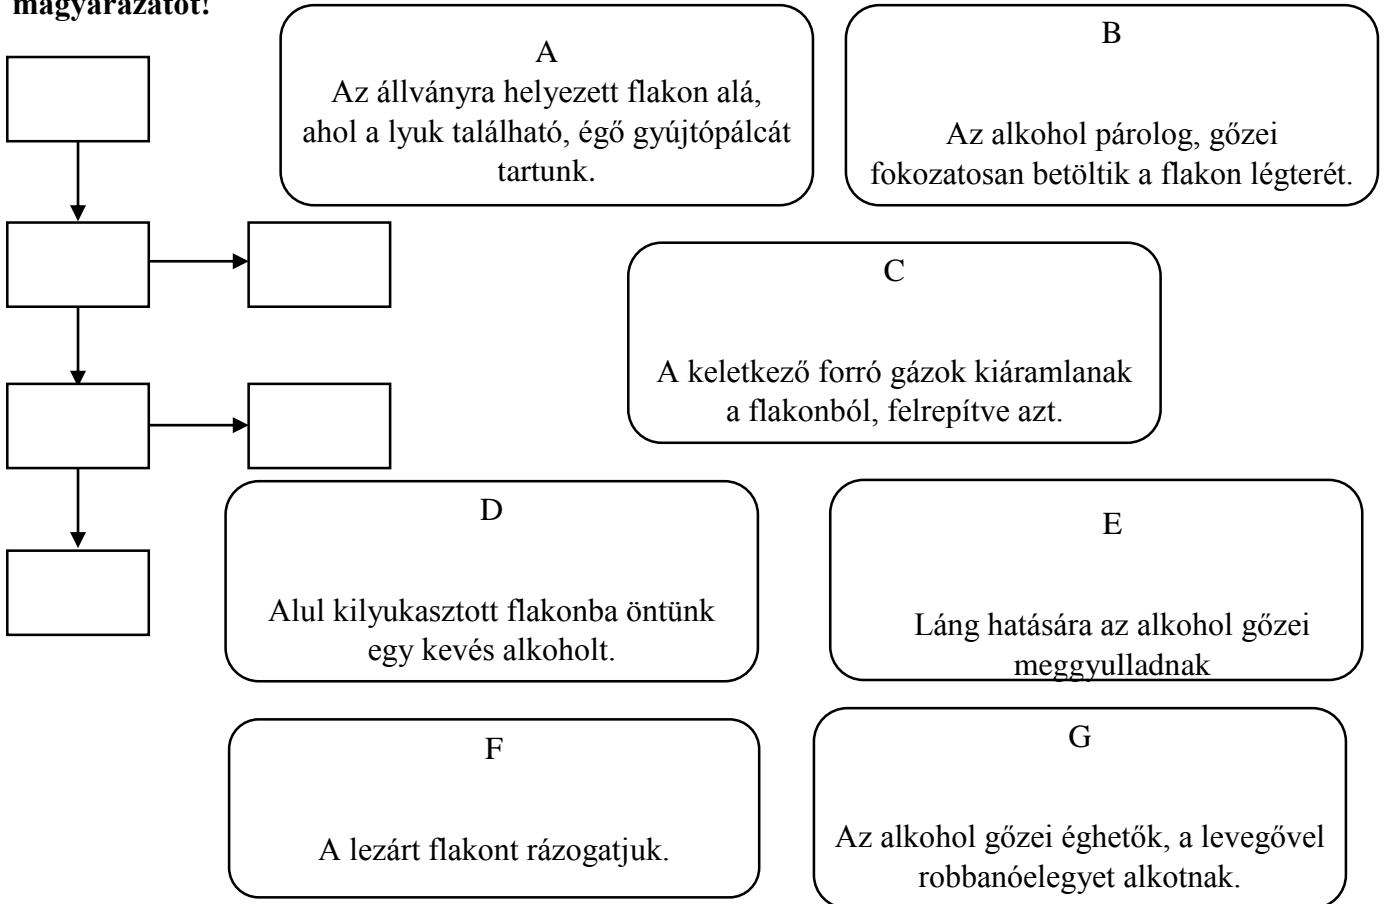 magyarázatot!
A
Az állványra helyezett flakon alá,
ahol a lyuk található, égő gyújtópálcát
tartunk.
B
Az alkohol párolog, gőzei
fokozatosan betöltik a flakon légterét.
C
A keletkező forró gázok kiáramlanak
a flakonból, felrepítve azt.
D
Alul kilyukasztott flakonba öntünk
egy kevés alkoholt.
E
Láng hatására az alkohol gőzei
meggyulladnak
F
A lezárt flakont rázogatjuk.
G
Az alkohol gőzei éghetők, a levegővel
robbanóelegyet alkotnak.